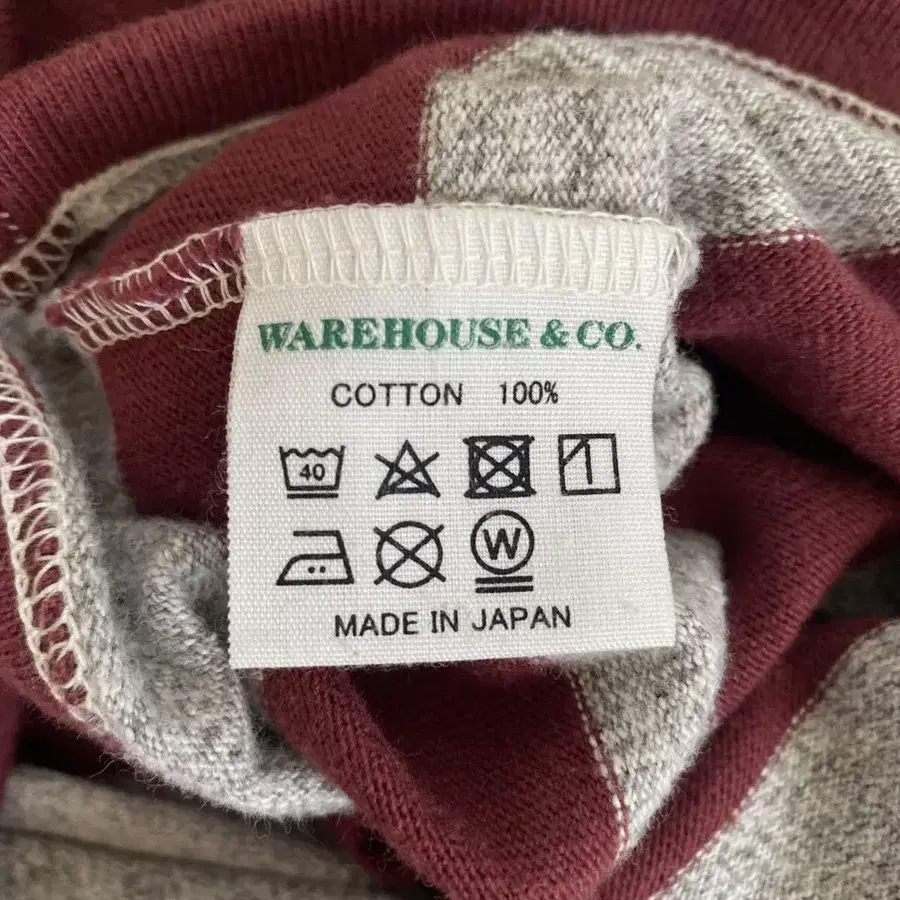 WAREHOUSE & CO.
COTTON 100%
40
W
MADE IN JAPAN